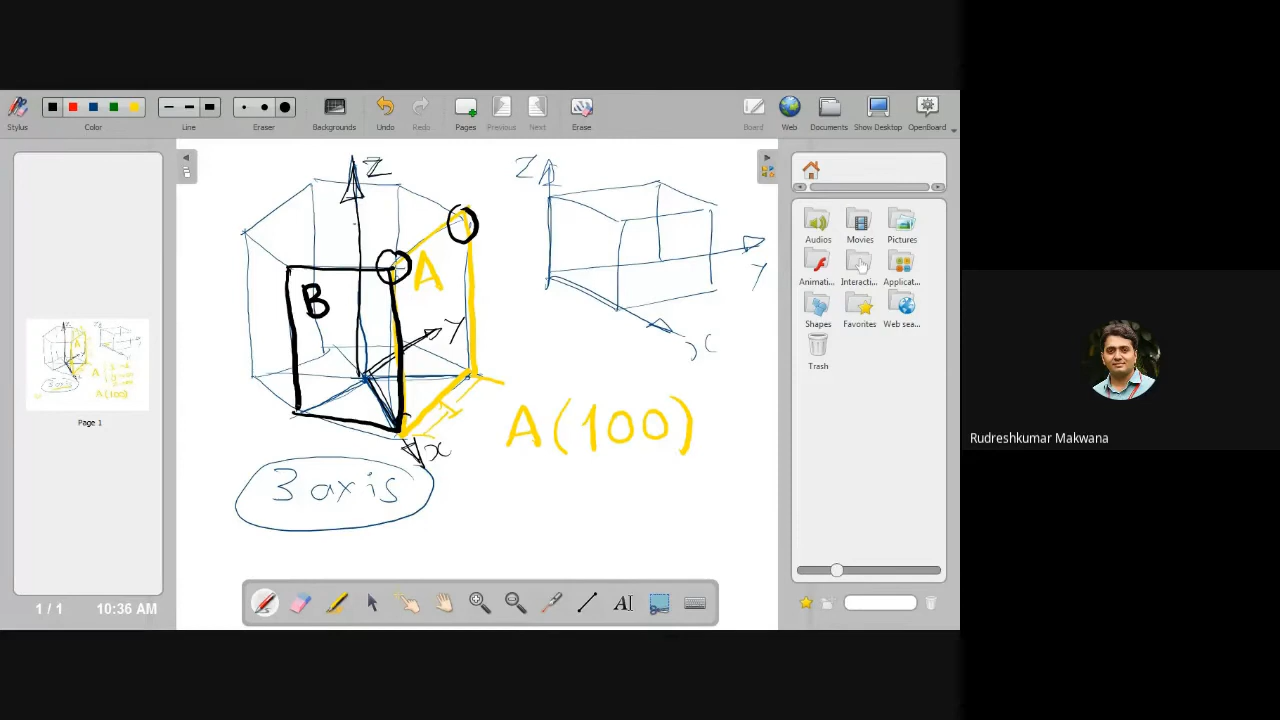 Stylus
Color
Line
Eraser
Backgrounds
Undo
Redo
Pages
Previous
Next
Erase
Board
Web
Documents
Show Desktop
OpenBoard
Z
Z
A
B
Y
Y
x
A(100)
3 axis
Page 1
Audios
Movies
Pictures
Animati...
Interacti...
Applicat...
Shapes
Favorites
Web sea...
Trash
Rudreshkumar Makwana
1 / 1
10:36 AM
AI